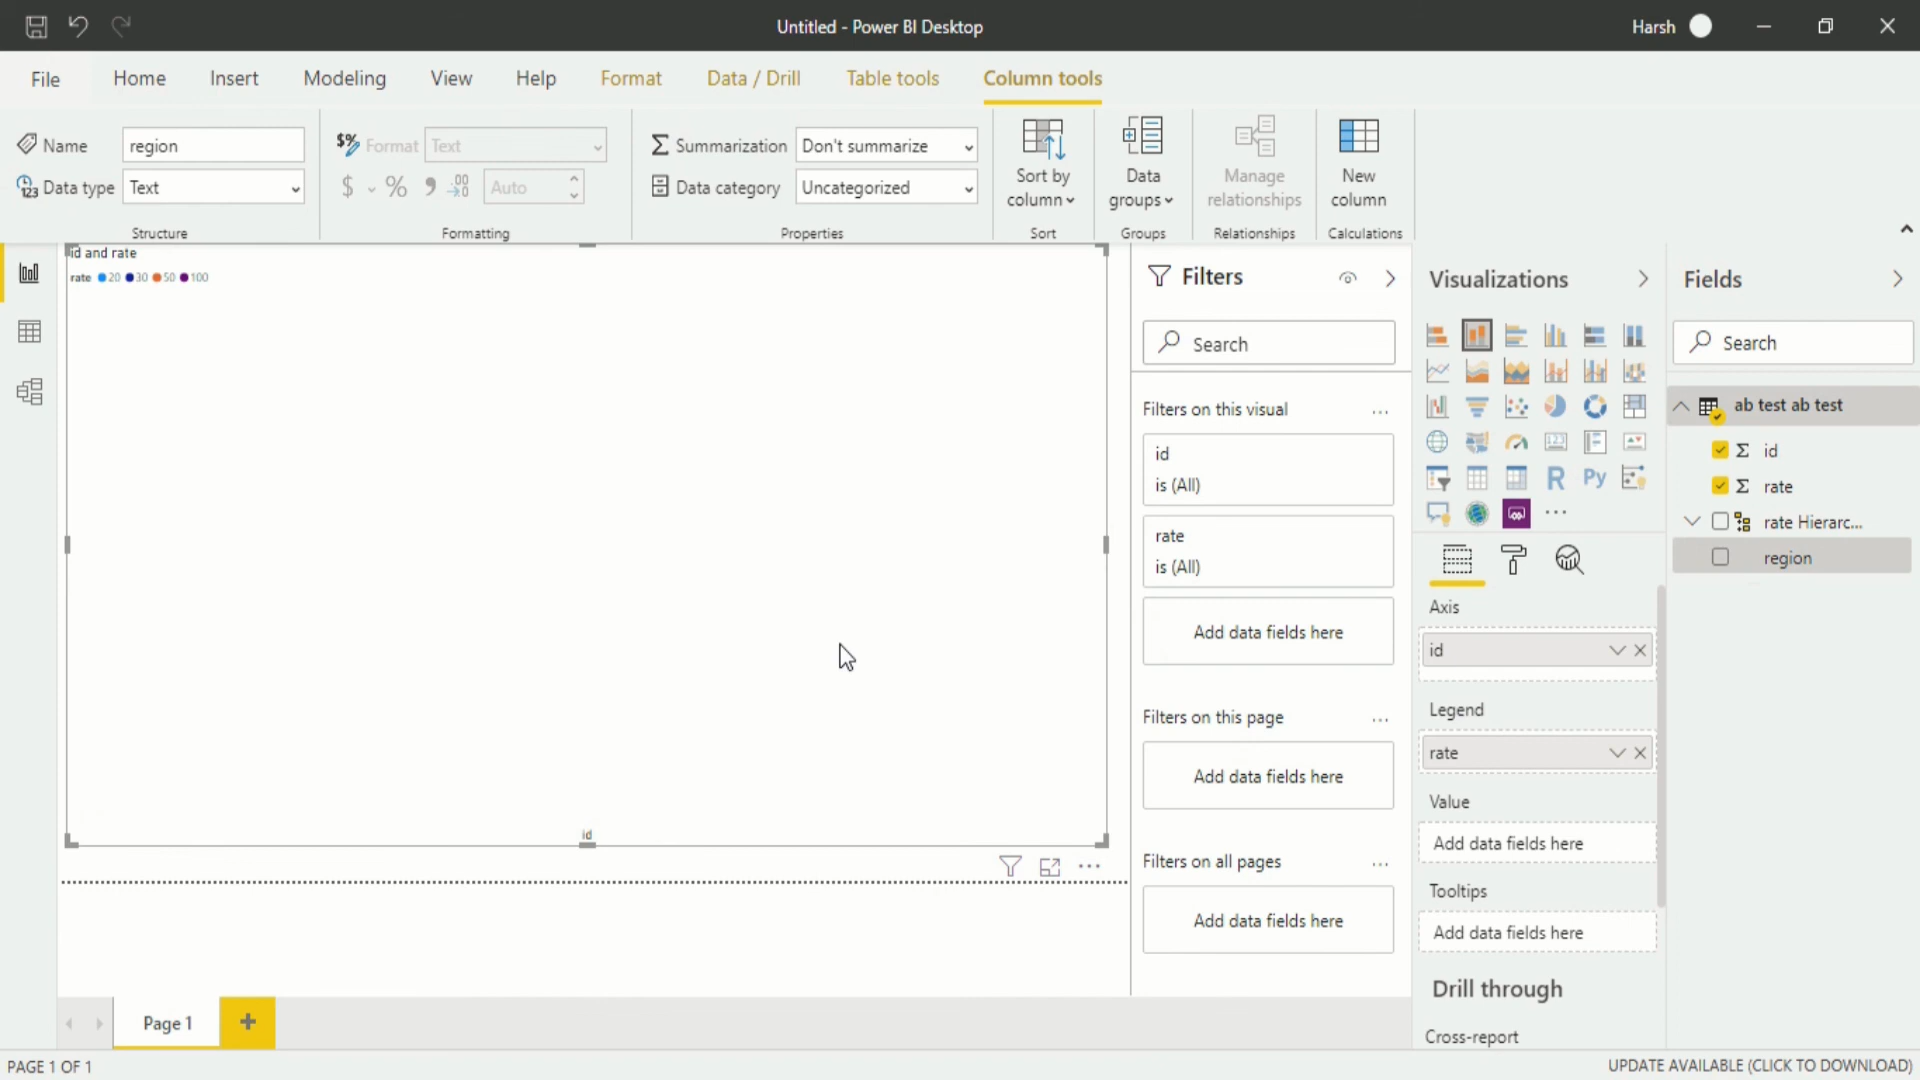 Untitled - Power BI Desktop
Harsh
File Home Insert Modeling View Help Format Data / Drill Table tools Column tools
Name region
Data type Text
Structure
Format Text
$ % Auto
Formatting
Summarization Don't summarize
Data category Uncategorized
Properties
Sort by
column
Sort
Data
groups
Groups
Manage
relationships
Relationships
New
column
Calculations
id and rate
rate 20 30 50 100
id
Filters
Search
Filters on this visual ...
id
is (All)
rate
is (All)
Add data fields here
Filters on this page ...
Add data fields here
Filters on all pages ...
Add data fields here
Visualizations
R Py
123
Axis
id
Legend
rate
Value
Add data fields here
Tooltips
Add data fields here
Drill through
Cross-report
Fields
Search
ab test ab test
Σ id
Σ rate
rate Hierarc...
region
Page 1
+
PAGE 1 OF 1
UPDATE AVAILABLE (CLICK TO DOWNLOAD)